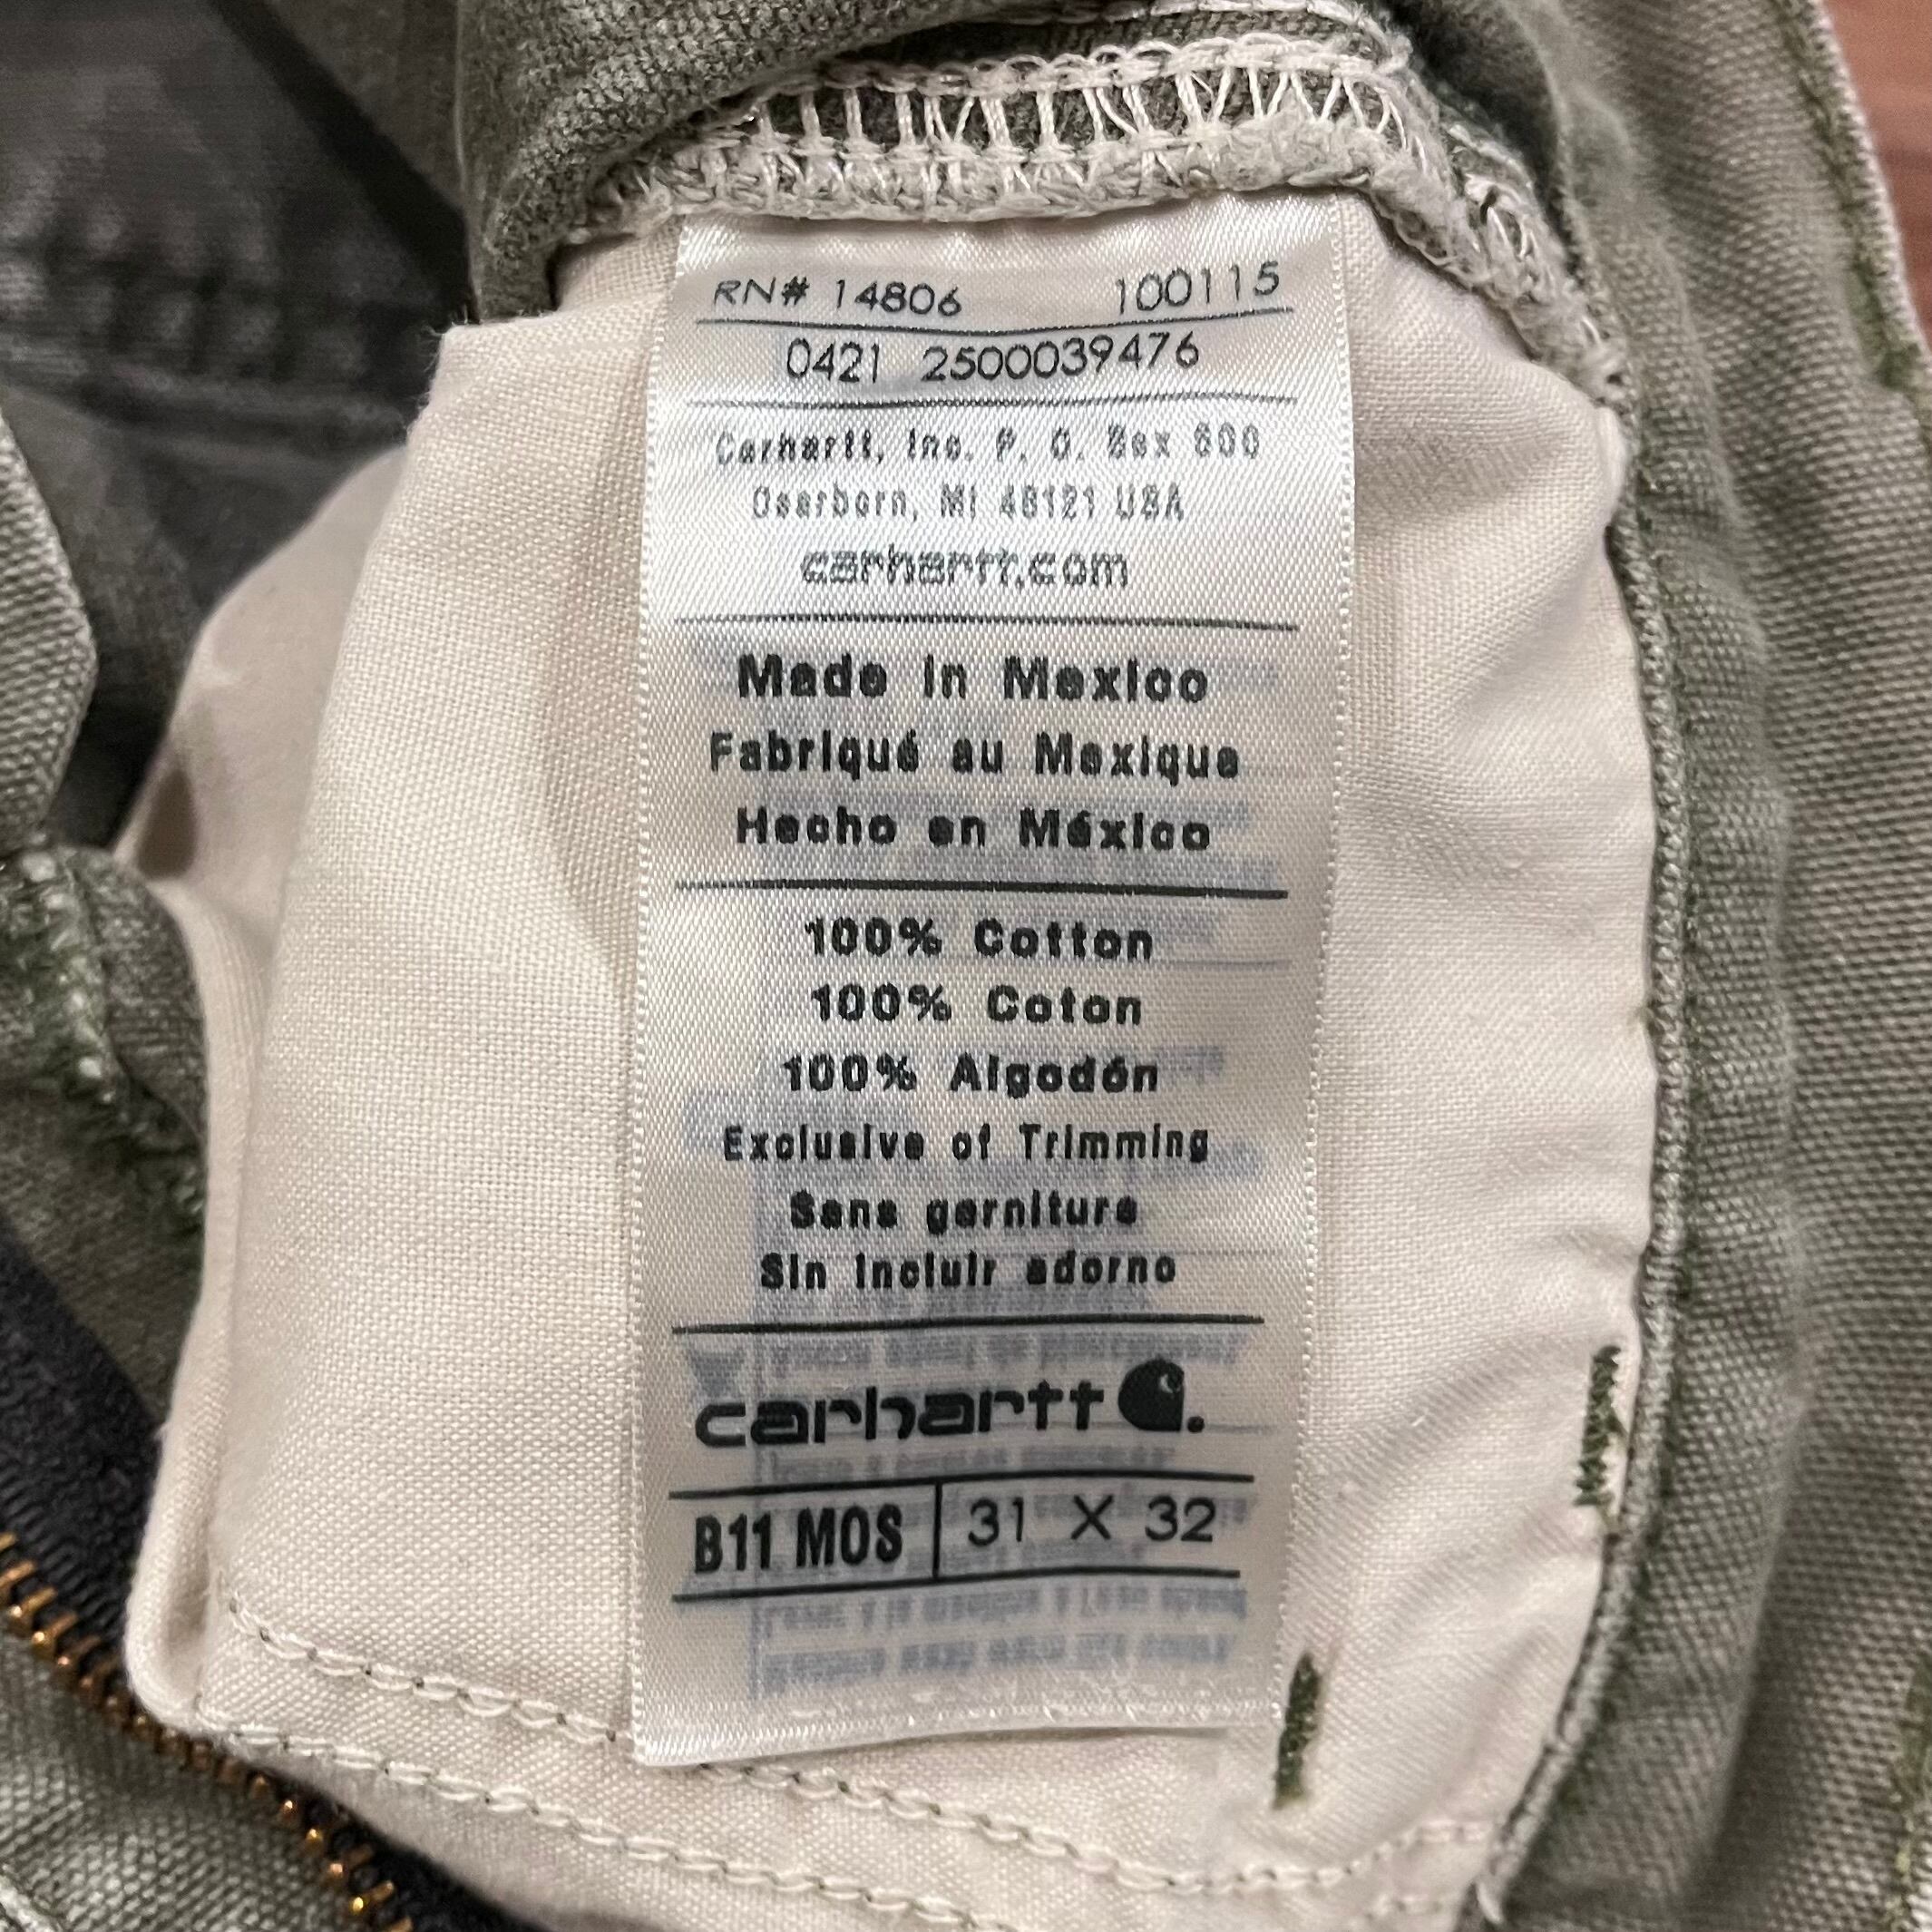 RN# 14806 100115
0421 2500039476
Carhartt, Inc. P. O. Box 600
Dearborn, MI 48121 USA
carhartt.com
Made in Mexico
Fabriqué au Mexique
Hecho en México
100% Cotton
100% Coton
100% Algodón
Exclusive of Trimming
Sans garniture
Sin incluir adorno
carhartt
B11 MOS 31 X 32